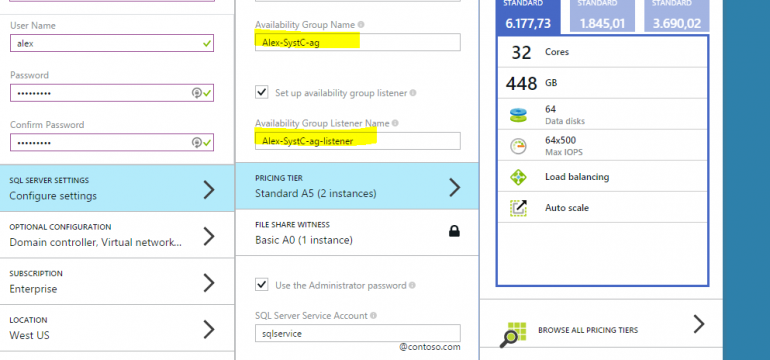 User Name
alex
Password
•••••••••
Confirm Password
•••••••••
SQL SERVER SETTINGS
Configure settings
OPTIONAL CONFIGURATION
Domain controller, Virtual network...
SUBSCRIPTION
Enterprise
LOCATION
West US
Availability Group Name
Alex-SystC-ag
Set up availability group listener
Availability Group Listener Name
Alex-SystC-ag-listener
PRICING TIER
Standard A5 (2 instances)
FILE SHARE WITNESS
Basic A0 (1 instance)
Use the Administrator password
SQL Server Service Account
sqlservice
@contoso.com
STANDARD STANDARD STANDARD
6.177,73 1.845,01 3.690,02
32 Cores
448 GB
64
Data disks
64x500
Max IOPS
Load balancing
Auto scale
BROWSE ALL PRICING TIERS